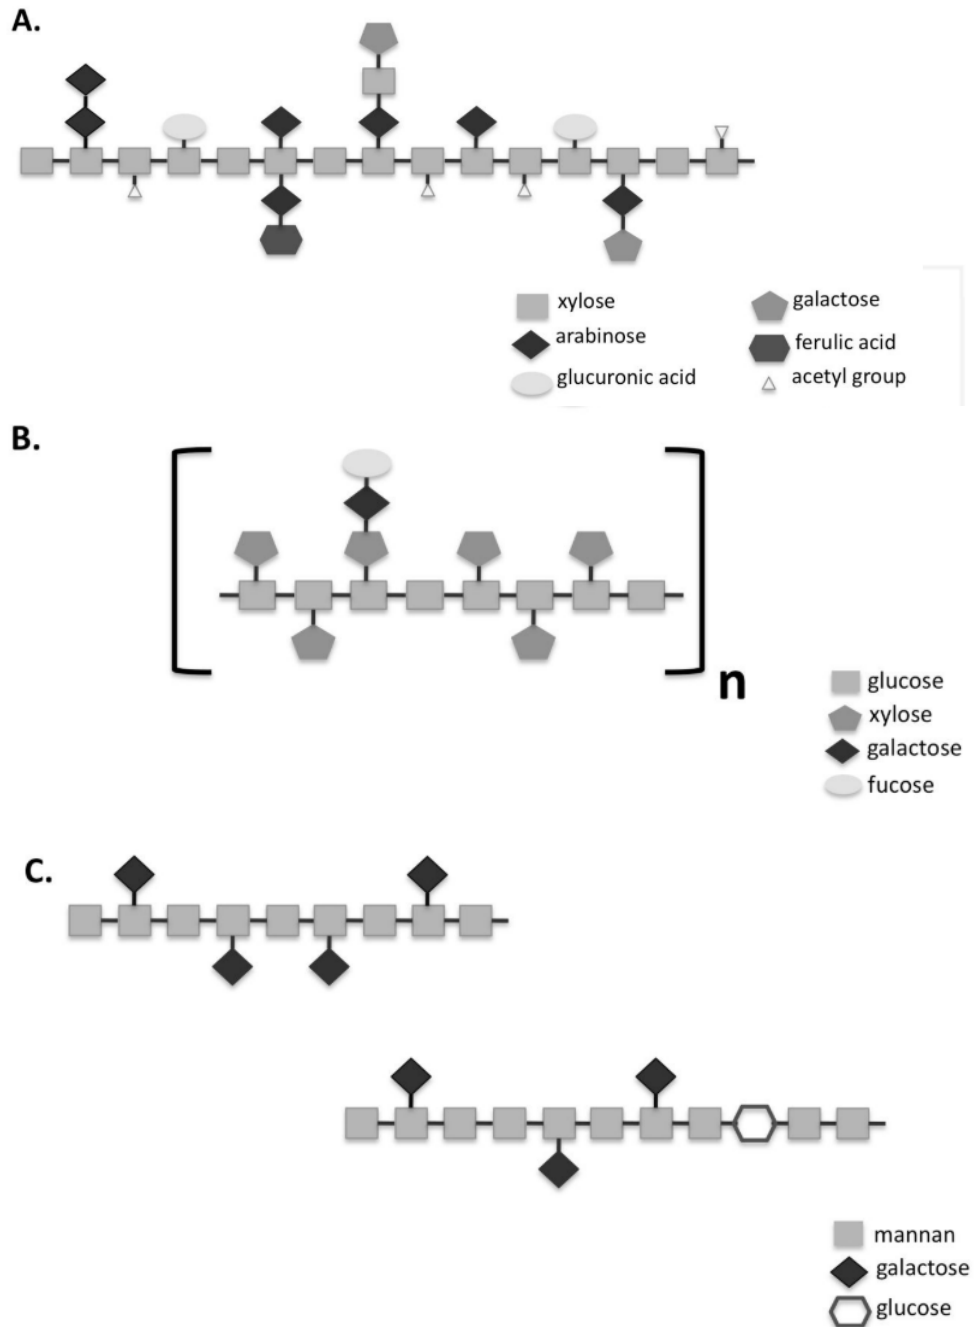 A.
xylose
galactose
arabinose
ferulic acid
glucuronic acid
acetyl group
B.
n
glucose
xylose
galactose
fucose
C.
mannan
galactose
glucose